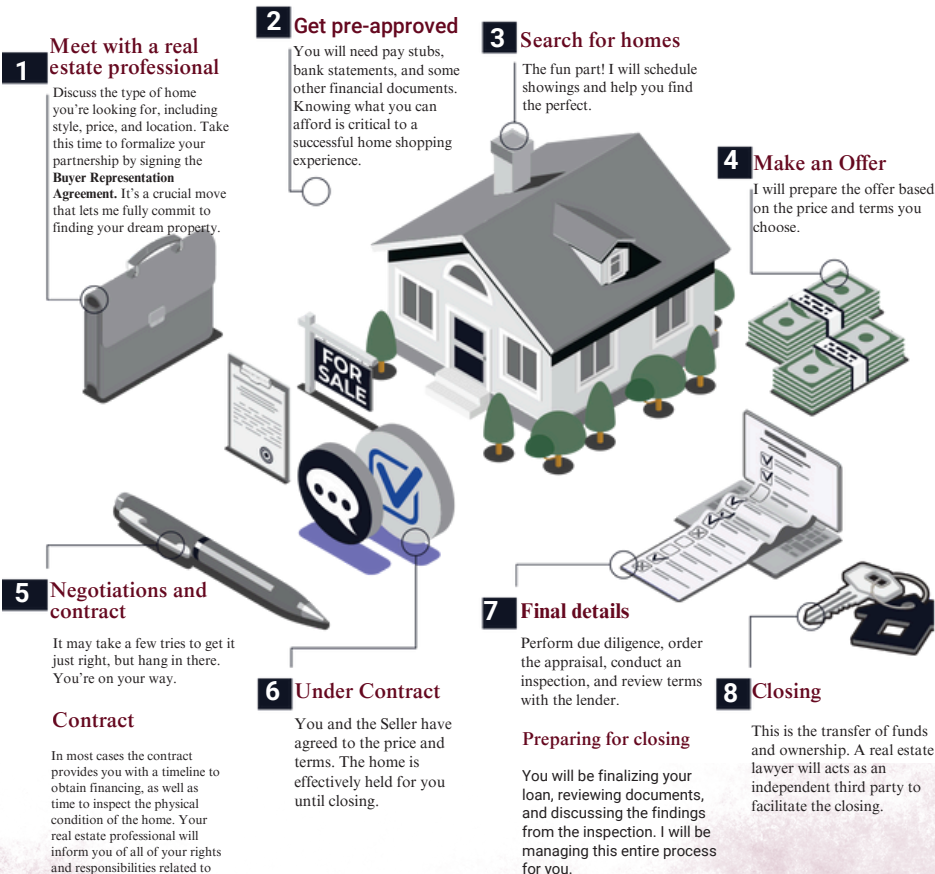 1
Meet with a real
estate professional
Discuss the type of home
you're looking for, including
style, price, and location. Take
this time to formalize your
partnership by signing the
Buyer Representation
Agreement. It's a crucial move
that lets me fully commit to
finding your dream property.
2
Get pre-approved
You will need pay stubs,
bank statements, and some
other financial documents.
Knowing what you can
afford is critical to a
successful home shopping
experience.
3
Search for homes
The fun part! I will schedule
showings and help you find
the perfect.
4
Make an Offer
I will prepare the offer based
on the price and terms you
choose.
FOR
SALE
5
Negotiations and
contract
It may take a few tries to get it
just right, but hang in there.
You're on your way.
Contract
In most cases the contract
provides you with a timeline to
obtain financing, as well as
time to inspect the physical
condition of the home. Your
real estate professional will
inform you of all of your rights
and responsibilities related to
6
Under Contract
You and the Seller have
agreed to the price and
terms. The home is
effectively held for you
until closing.
7
Final details
Perform due diligence, order
the appraisal, conduct an
inspection, and review terms
with the lender.
Preparing for closing
You will be finalizing your
loan, reviewing documents,
and discussing the findings
from the inspection. I will be
managing this entire process
for you.
8
Closing
This is the transfer of funds
and ownership. A real estate
lawyer will acts as an
independent third party to
facilitate the closing.